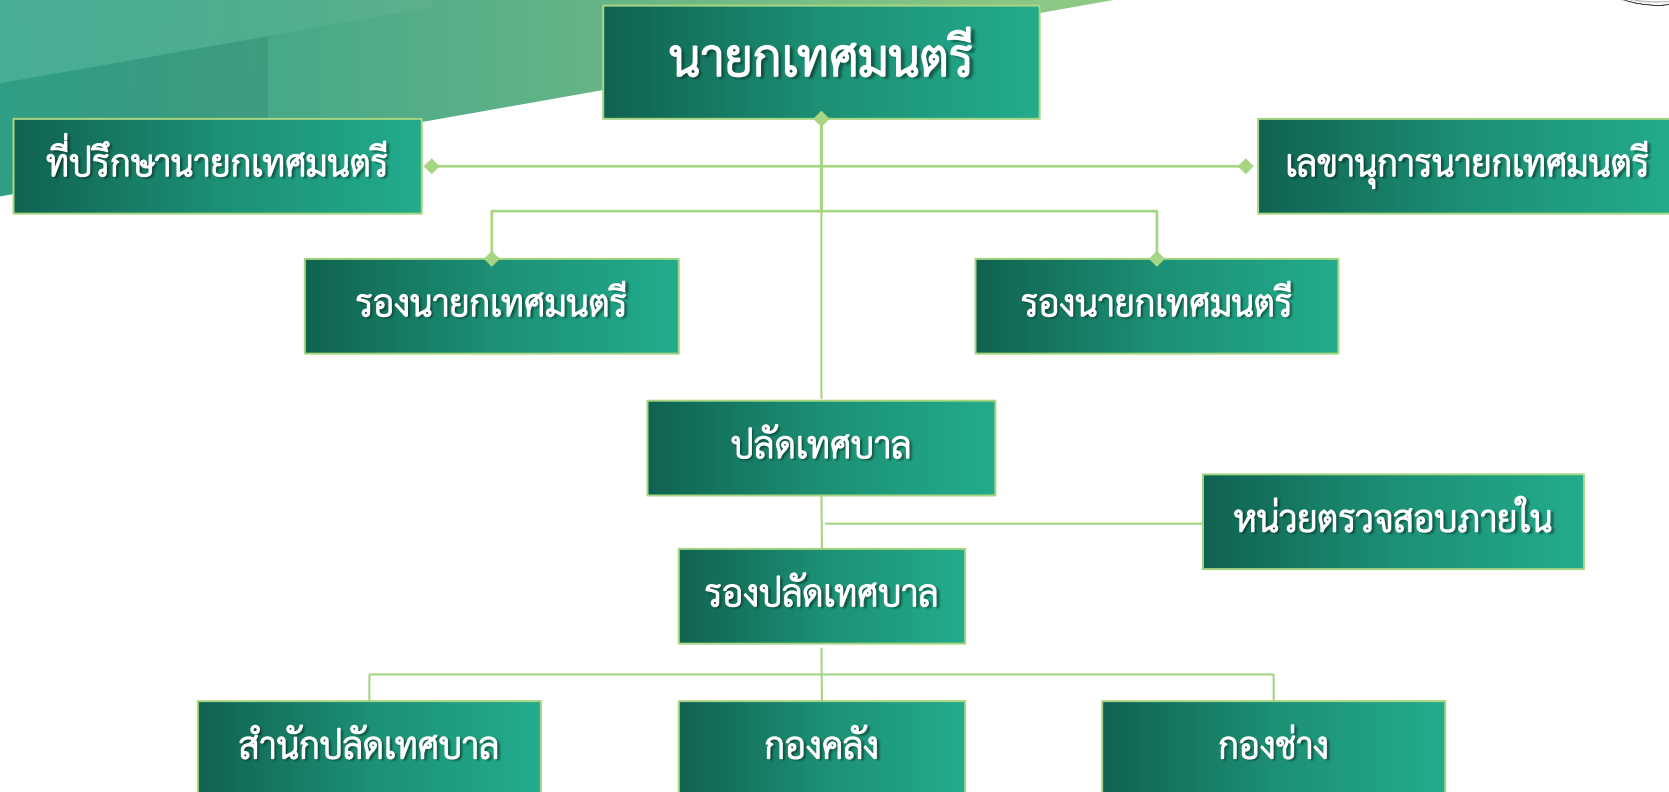 นายกเทศมนตรี
ที่ปรึกษานายกเทศมนตรี
เลขานุการนายกเทศมนตรี
รองนายกเทศมนตรี
รองนายกเทศมนตรี
ปลัดเทศบาล
หน่วยตรวจสอบภายใน
รองปลัดเทศบาล
สำนักปลัดเทศบาล
กองคลัง
กองช่าง